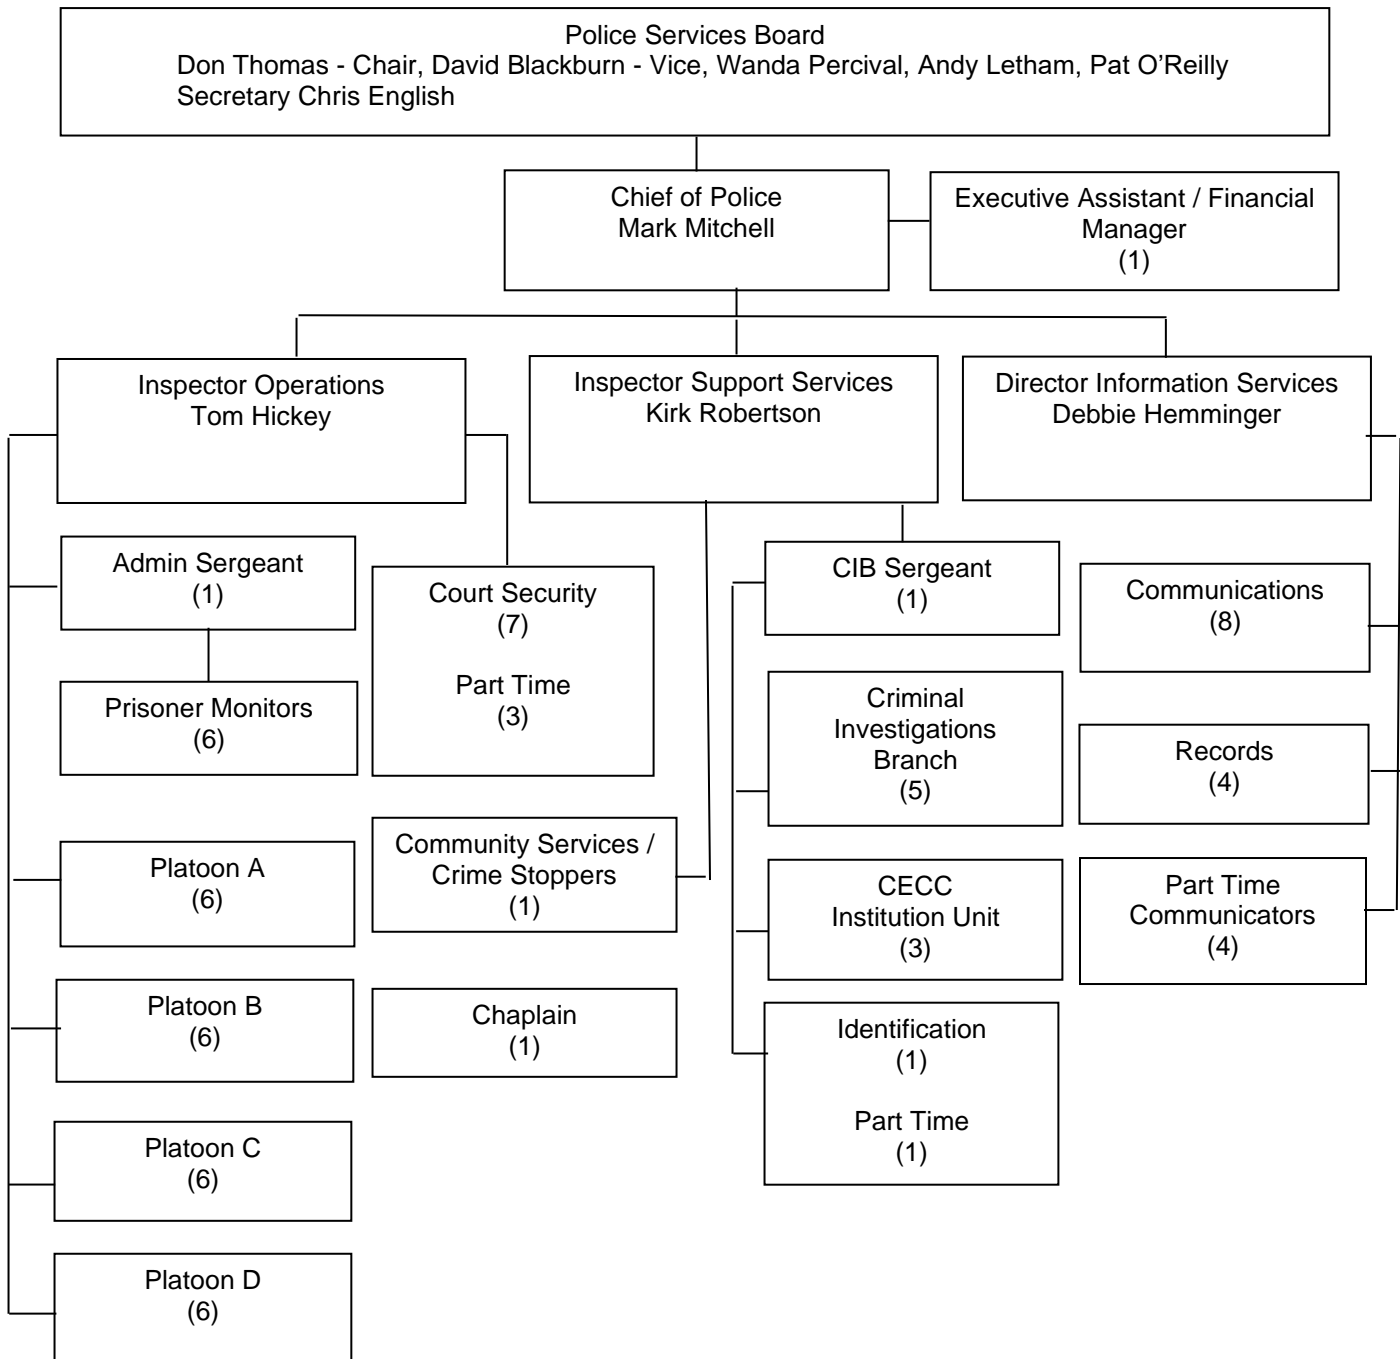 Police Services Board
Don Thomas - Chair, David Blackburn - Vice, Wanda Percival, Andy Letham, Pat O'Reilly
Secretary Chris English
Chief of Police
Mark Mitchell
Executive Assistant / Financial
Manager
(1)
Inspector Operations
Tom Hickey
Inspector Support Services
Kirk Robertson
Director Information Services
Debbie Hemminger
Admin Sergeant
(1)
Prisoner Monitors
(6)
Platoon A
(6)
Platoon B
(6)
Platoon C
(6)
Platoon D
(6)
Court Security
(7)
Part Time
(3)
Community Services /
Crime Stoppers
(1)
Chaplain
(1)
CIB Sergeant
(1)
Criminal
Investigations
Branch
(5)
CECC
Institution Unit
(3)
Identification
(1)
Part Time
(1)
Communications
(8)
Records
(4)
Part Time
Communicators
(4)